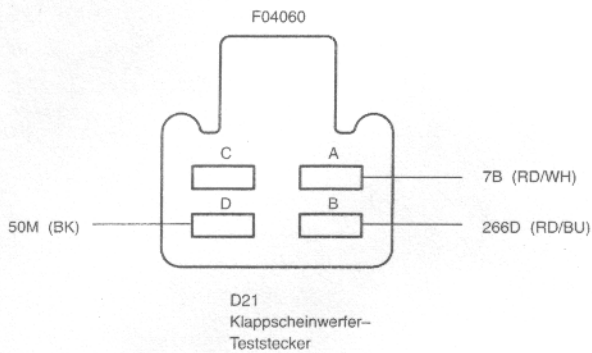 F04060
C
A
7B (RD/WH)
D
B
50M (BK)
266D (RD/BU)
D21
Klappscheinwerfer–
Teststecker